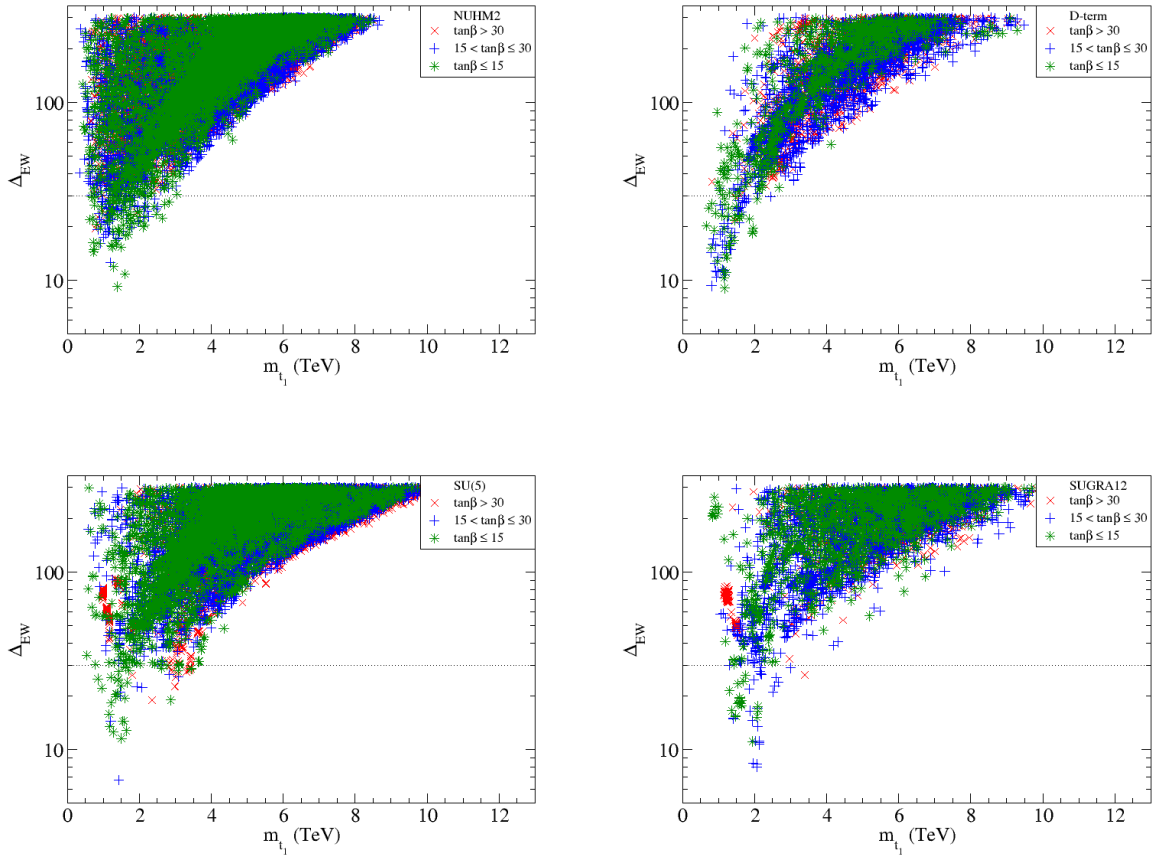 NUHM2
tanβ > 30
15 < tanβ ≤ 30
tanβ ≤ 15
100
10
Δ_EW
0 2 4 6 8 10 12
m_t_1 (TeV)
D-term
tanβ > 30
15 < tanβ ≤ 30
tanβ ≤ 15
100
10
Δ_EW
0 2 4 6 8 10 12
m_t_1 (TeV)
SU(5)
tanβ > 30
15 < tanβ ≤ 30
tanβ ≤ 15
100
10
Δ_EW
0 2 4 6 8 10 12
m_t_1 (TeV)
SUGRA12
tanβ > 30
15 < tanβ ≤ 30
tanβ ≤ 15
100
10
Δ_EW
0 2 4 6 8 10 12
m_t_1 (TeV)